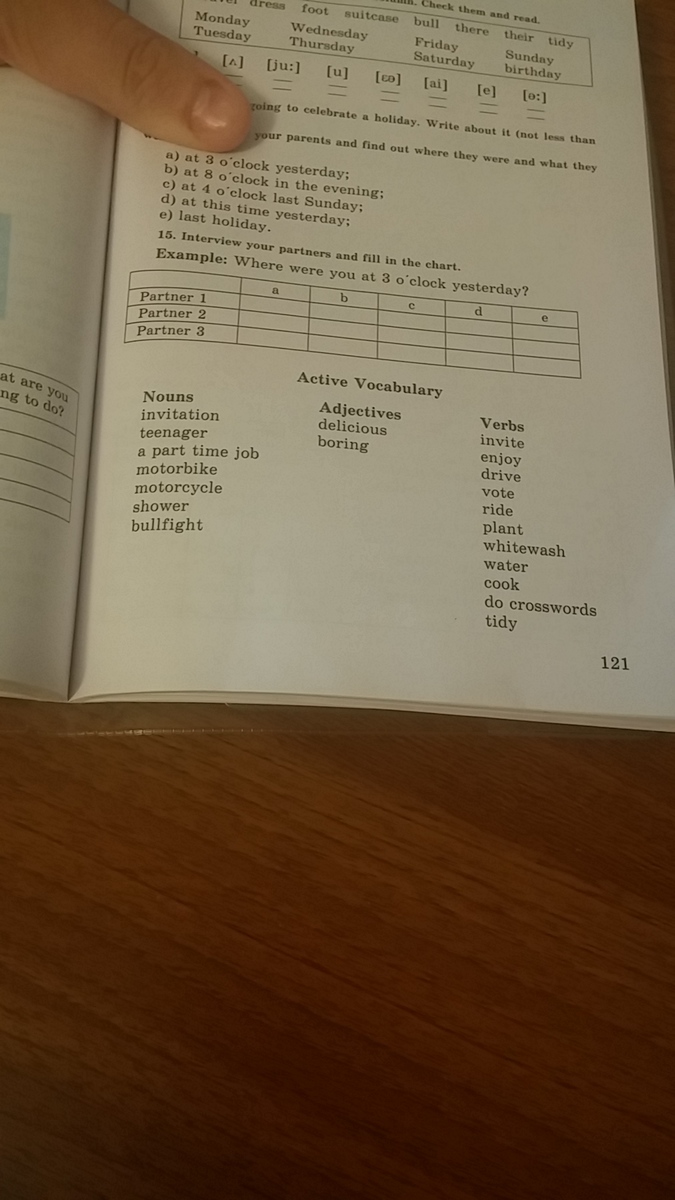 Check them and read.
dress foot suitcase bull there their tidy
Monday Wednesday Friday Sunday
Tuesday Thursday Saturday birthday
[ʌ] [ju:] [u] [ɛə] [ai] [e] [ə:]
going to celebrate a holiday. Write about it (not less than
your parents and find out where they were and what they
a) at 3 o'clock yesterday;
b) at 8 o'clock in the evening;
c) at 4 o'clock last Sunday;
d) at this time yesterday;
e) last holiday.
15. Interview your partners and fill in the chart.
Example: Where were you at 3 o'clock yesterday?
a b c d e
Partner 1
Partner 2
Partner 3
at are you
ng to do?
Active Vocabulary
Nouns
invitation
teenager
a part time job
motorbike
motorcycle
shower
bullfight
Adjectives
delicious
boring
Verbs
invite
enjoy
drive
vote
ride
plant
whitewash
water
cook
do crosswords
tidy
121